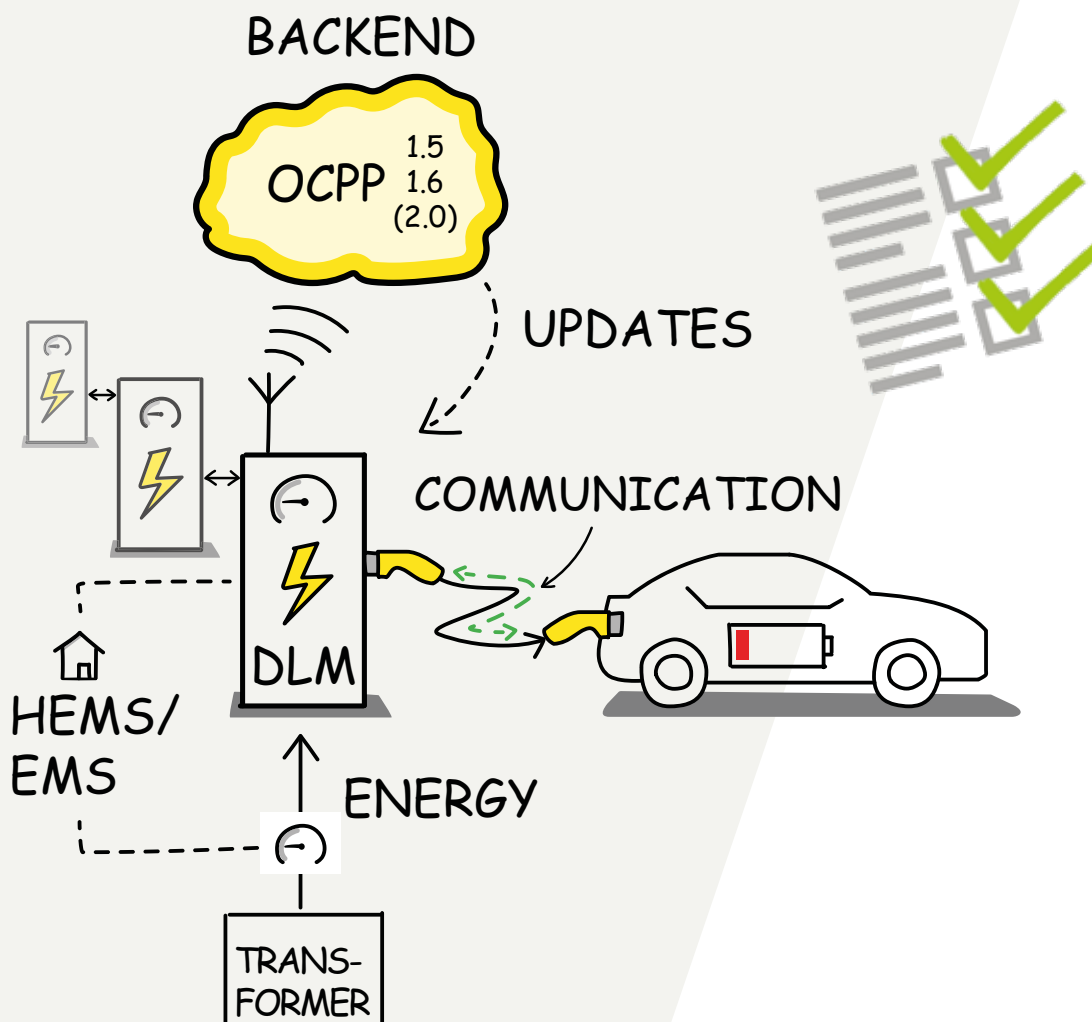 BACKEND
OCPP
1.5
1.6
(2.0)
UPDATES
COMMUNICATION
DLM
HEMS/
EMS
ENERGY
TRANS-
FORMER